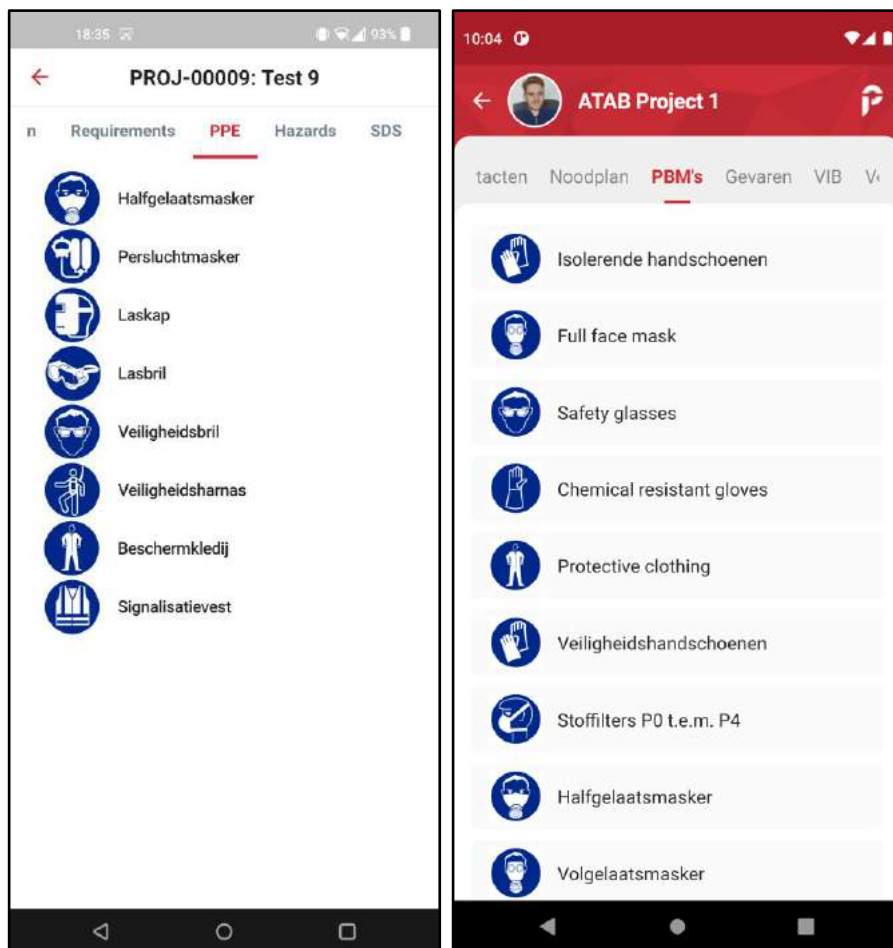 18:35
93%
PROJ-00009: Test 9
n Requirements PPE Hazards SDS
Halfgelaatsmasker
Persluchtmasker
Laskap
Lasbril
Veiligheidsbril
Veiligheidsharnas
Beschermkledij
Signalisatievest
10:04
ATAB Project 1
tacten Noodplan PBM's Gevaren VIB
Isolerende handschoenen
Full face mask
Safety glasses
Chemical resistant gloves
Protective clothing
Veiligheidshandschoenen
Stoffilters P0 t.e.m. P4
Halfgelaatsmasker
Volgelaatsmasker